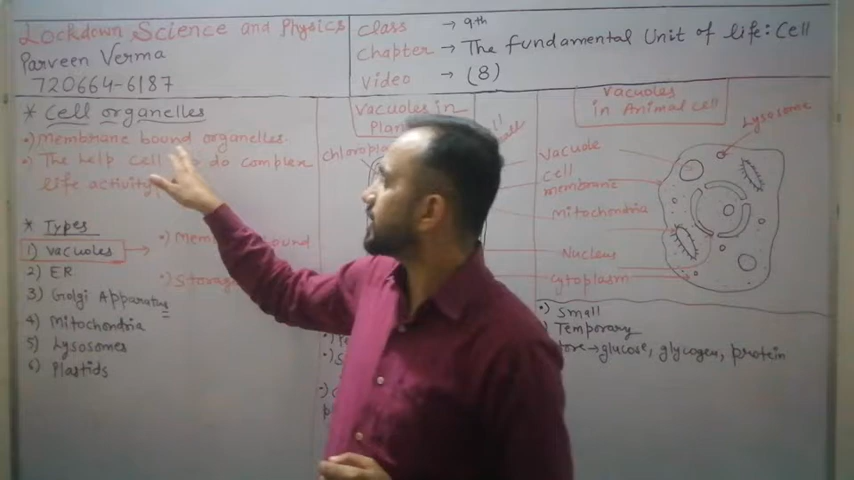 Lockdown Science and Physics
Parveen Verma
720664-6187
Class → 9th
Chapter → The fundamental Unit of life: Cell
Video → (8)
* Cell organelles
•) Membrane bound organelles
•) The help cell to do complex
life activity
* Types
1) Vacuoles →
2) ER
3) Golgi Apparatus
4) Mitochondria
5) Lysosomes
6) Plastids
•) bound
•) Storage
Vacuoles in
Vacuoles
in Animal cell
Lysosome
Vacuole
cell
membrane
mitochondria
Nucleus
cytoplasm
•) Small
Temporary
→ glucose, glycogen, protein